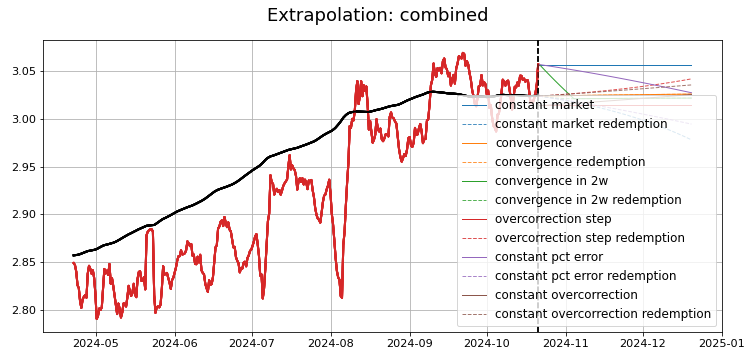 Extrapolation: combined
3.05
3.00
2.95
2.90
2.85
2.80
constant market
constant market redemption
convergence
convergence redemption
convergence in 2w
convergence in 2w redemption
overcorrection step
overcorrection step redemption
constant pct error
constant pct error redemption
constant overcorrection
constant overcorrection redemption
2024-05 2024-06 2024-07 2024-08 2024-09 2024-10 2024-11 2024-12 2025-01